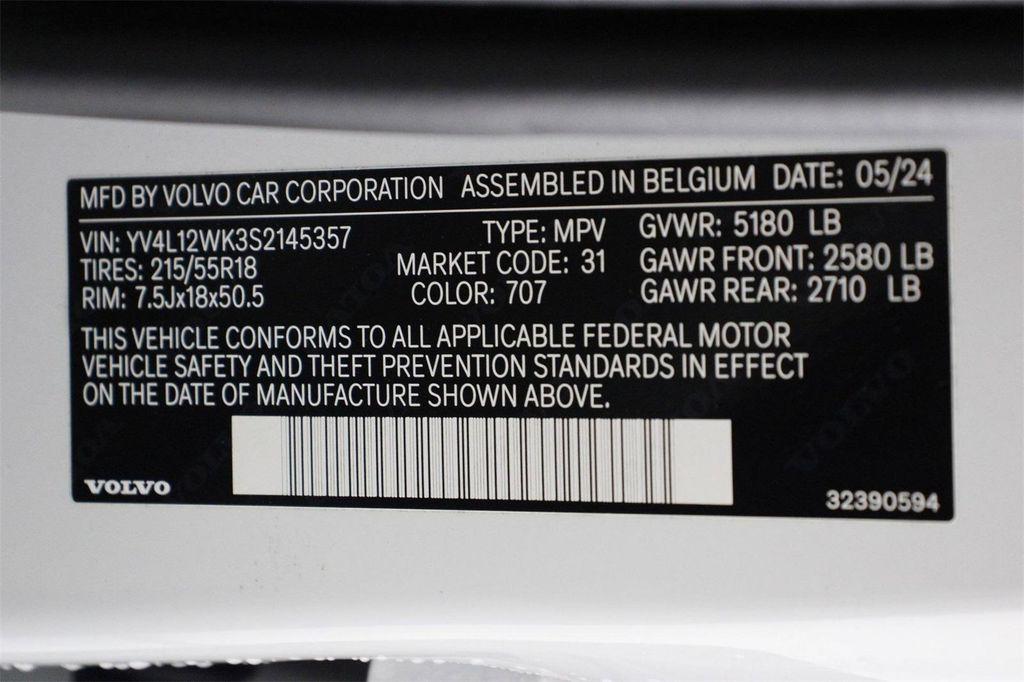 MFD BY VOLVO CAR CORPORATION ASSEMBLED IN BELGIUM DATE: 05/24
VIN: YV4L12WK3S2145357 TYPE: MPV GVWR: 5180 LB
TIRES: 215/55R18 MARKET CODE: 31 GAWR FRONT: 2580 LB
RIM: 7.5Jx18x50.5 COLOR: 707 GAWR REAR: 2710 LB
THIS VEHICLE CONFORMS TO ALL APPLICABLE FEDERAL MOTOR
VEHICLE SAFETY AND THEFT PREVENTION STANDARDS IN EFFECT
ON THE DATE OF MANUFACTURE SHOWN ABOVE.
VOLVO 32390594